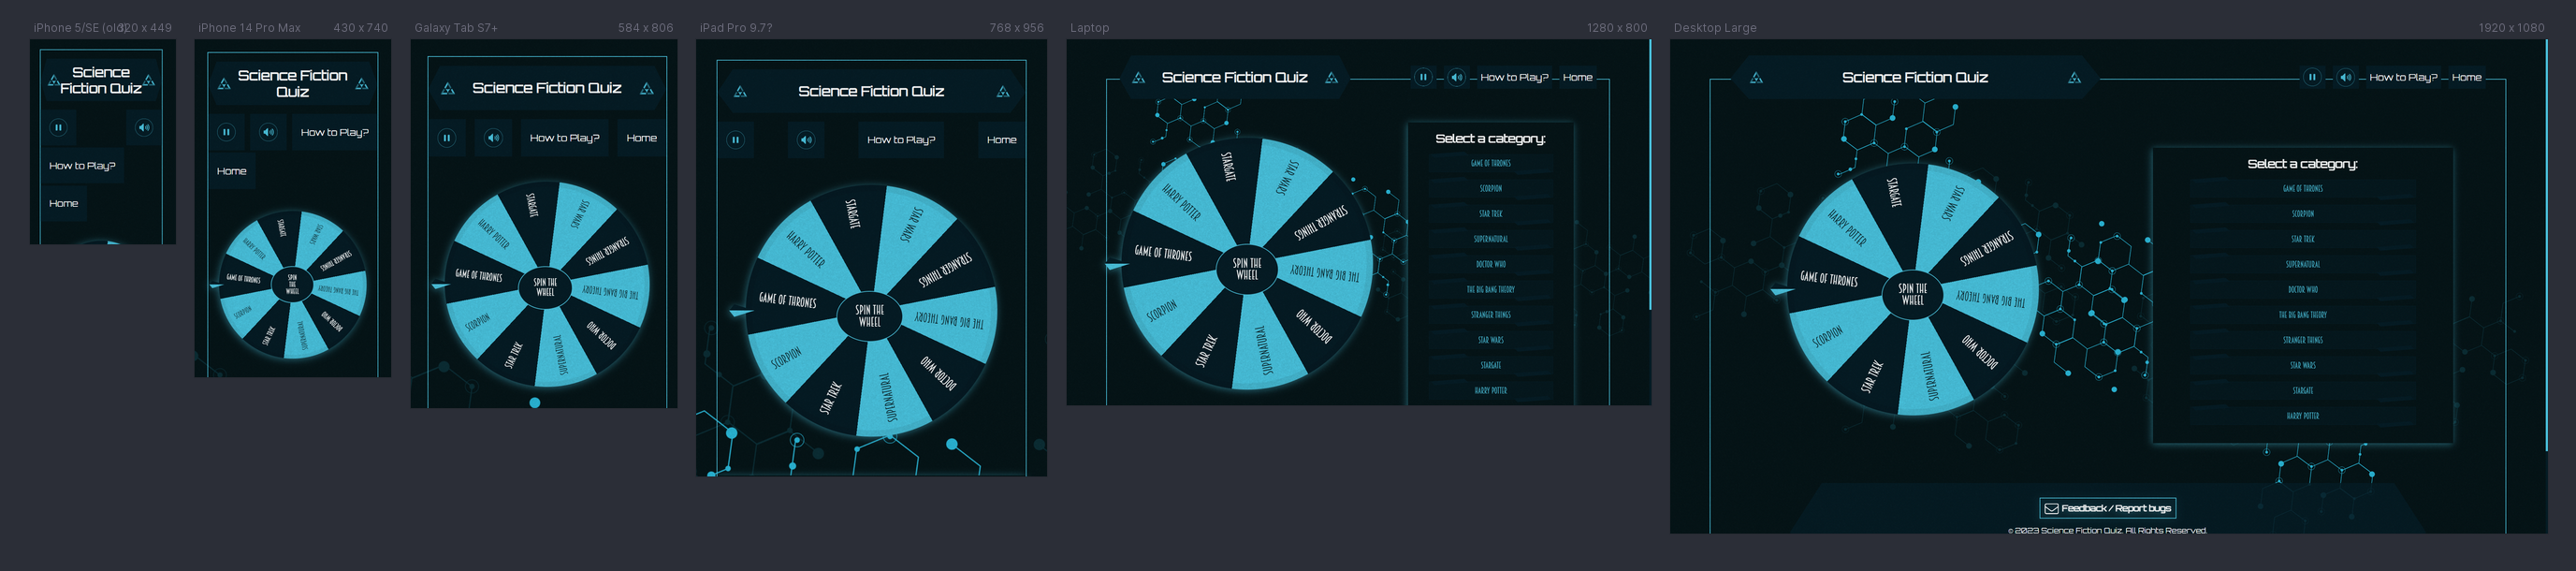 iPhone 5/SE (old) 320 x 449
Science
Fiction Quiz
How to Play?
Home
iPhone 14 Pro Max 430 x 740
Science Fiction
Quiz
How to Play?
Home
STARGATE
STAR WARS
HARRY POTTER
STRANGER THINGS
GAME OF THRONES
SPIN
THE
WHEEL
THE BIG BANG THEORY
SCORPION
DOCTOR WHO
STAR TREK
SUPERNATURAL
Galaxy Tab S7+ 584 x 806
Science Fiction Quiz
How to Play? Home
STARGATE
STAR WARS
HARRY POTTER
STRANGER THINGS
GAME OF THRONES
SPIN THE
WHEEL
THE BIG BANG THEORY
SCORPION
DOCTOR WHO
STAR TREK
SUPERNATURAL
iPad Pro 9.7? 768 x 956
Science Fiction Quiz
How to Play? Home
STARGATE
STAR WARS
HARRY POTTER
STRANGER THINGS
GAME OF THRONES
SPIN THE
WHEEL
THE BIG BANG THEORY
SCORPION
DOCTOR WHO
STAR TREK
SUPERNATURAL
Laptop 1280 x 800
Science Fiction Quiz How to Play? Home
STARGATE
STAR WARS
HARRY POTTER
STRANGER THINGS
GAME OF THRONES
SPIN THE
WHEEL
THE BIG BANG THEORY
SCORPION
DOCTOR WHO
STAR TREK
SUPERNATURAL
Select a category:
GAME OF THRONES
SCORPION
STAR TREK
SUPERNATURAL
DOCTOR WHO
THE BIG BANG THEORY
STRANGER THINGS
STAR WARS
STARGATE
HARRY POTTER
Desktop Large 1920 x 1080
Science Fiction Quiz How to Play? Home
STARGATE
STAR WARS
HARRY POTTER
STRANGER THINGS
GAME OF THRONES
SPIN THE
WHEEL
THE BIG BANG THEORY
SCORPION
DOCTOR WHO
STAR TREK
SUPERNATURAL
Select a category:
GAME OF THRONES
SCORPION
STAR TREK
SUPERNATURAL
DOCTOR WHO
THE BIG BANG THEORY
STRANGER THINGS
STAR WARS
STARGATE
HARRY POTTER
Feedback / Report bugs
© 2023 Science Fiction Quiz. All Rights Reserved.